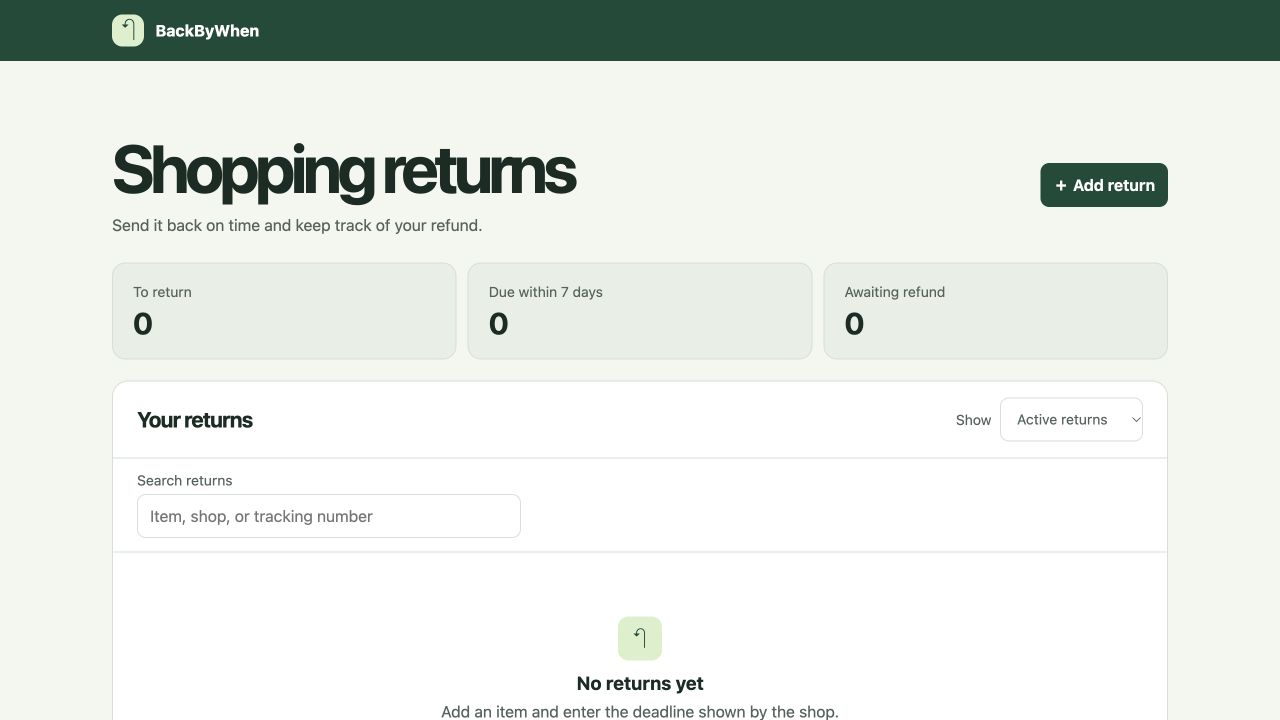 BackByWhen
Shopping returns
+ Add return
Send it back on time and keep track of your refund.
To return
0
Due within 7 days
0
Awaiting refund
0
Your returns
Show
Active returns
Search returns
Item, shop, or tracking number
No returns yet
Add an item and enter the deadline shown by the shop.